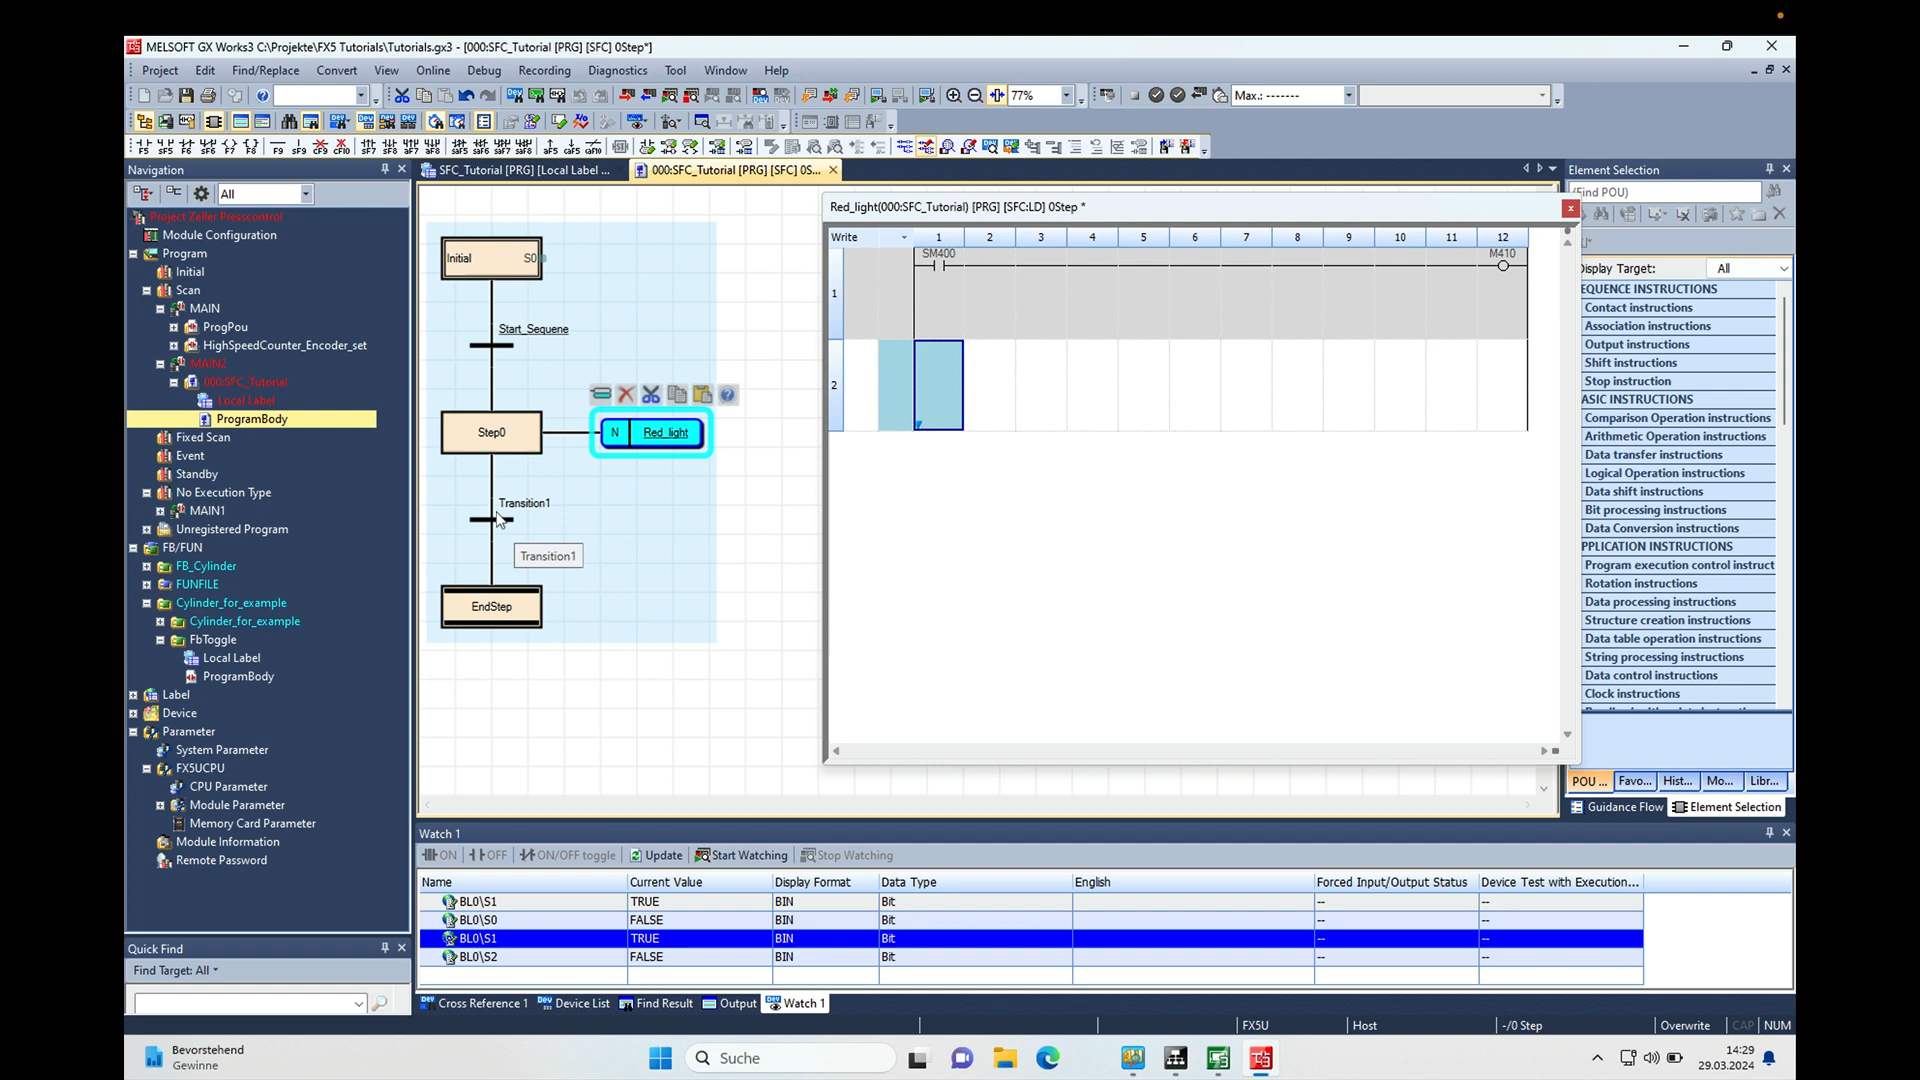 MELSOFT GX Works3 C:\Projekte\FX5 Tutorials\Tutorials.gx3 - [000:SFC_Tutorial [PRG] [SFC] 0Step*]
Project Edit Find/Replace Convert View Online Debug Recording Diagnostics Tool Window Help
77%
Max.: -------
Navigation
SFC_Tutorial [PRG] [Local Label ...
000:SFC_Tutorial [PRG] [SFC] 0S...
Element Selection
All
(Find POU)
Project Zeller Presscontrol
Module Configuration
Program
Initial
Scan
MAIN
ProgPou
HighSpeedCounter_Encoder_set
MAIN2
000:SFC_Tutorial
Local Label
ProgramBody
Fixed Scan
Event
Standby
No Execution Type
MAIN1
Unregistered Program
FB/FUN
FB_Cylinder
FUNFILE
Cylinder_for_example
Cylinder_for_example
FbToggle
Local Label
ProgramBody
Label
Device
Parameter
System Parameter
FX5UCPU
CPU Parameter
Module Parameter
Memory Card Parameter
Module Information
Remote Password
Quick Find
Find Target: All
Initial S0
Start_Sequene
Step0
N Red_light
Transition1
Transition1
EndStep
Red_light(000:SFC_Tutorial) [PRG] [SFC:LD] 0Step *
Write 1 2 3 4 5 6 7 8 9 10 11 12
SM400 M410
1
2
isplay Target: All
EQUENCE INSTRUCTIONS
Contact instructions
Association instructions
Output instructions
Shift instructions
Stop instruction
ASIC INSTRUCTIONS
Comparison Operation instructions
Arithmetic Operation instructions
Data transfer instructions
Logical Operation instructions
Data shift instructions
Bit processing instructions
Data Conversion instructions
PPLICATION INSTRUCTIONS
Program execution control instruct
Rotation instructions
Data processing instructions
Structure creation instructions
Data table operation instructions
String processing instructions
Data control instructions
Clock instructions
POU ... Favo... Hist... Mo... Libr...
Guidance Flow Element Selection
Watch 1
ON OFF ON/OFF toggle Update Start Watching Stop Watching
Name Current Value Display Format Data Type English Forced Input/Output Status Device Test with Execution...
BL0\S1 TRUE BIN Bit -- --
BL0\S0 FALSE BIN Bit -- --
BL0\S1 TRUE BIN Bit -- --
BL0\S2 FALSE BIN Bit -- --
Cross Reference 1 Device List Find Result Output Watch 1
FX5U Host -/0 Step Overwrite CAP NUM
Bevorstehend
Gewinne
Suche
14:29
29.03.2024